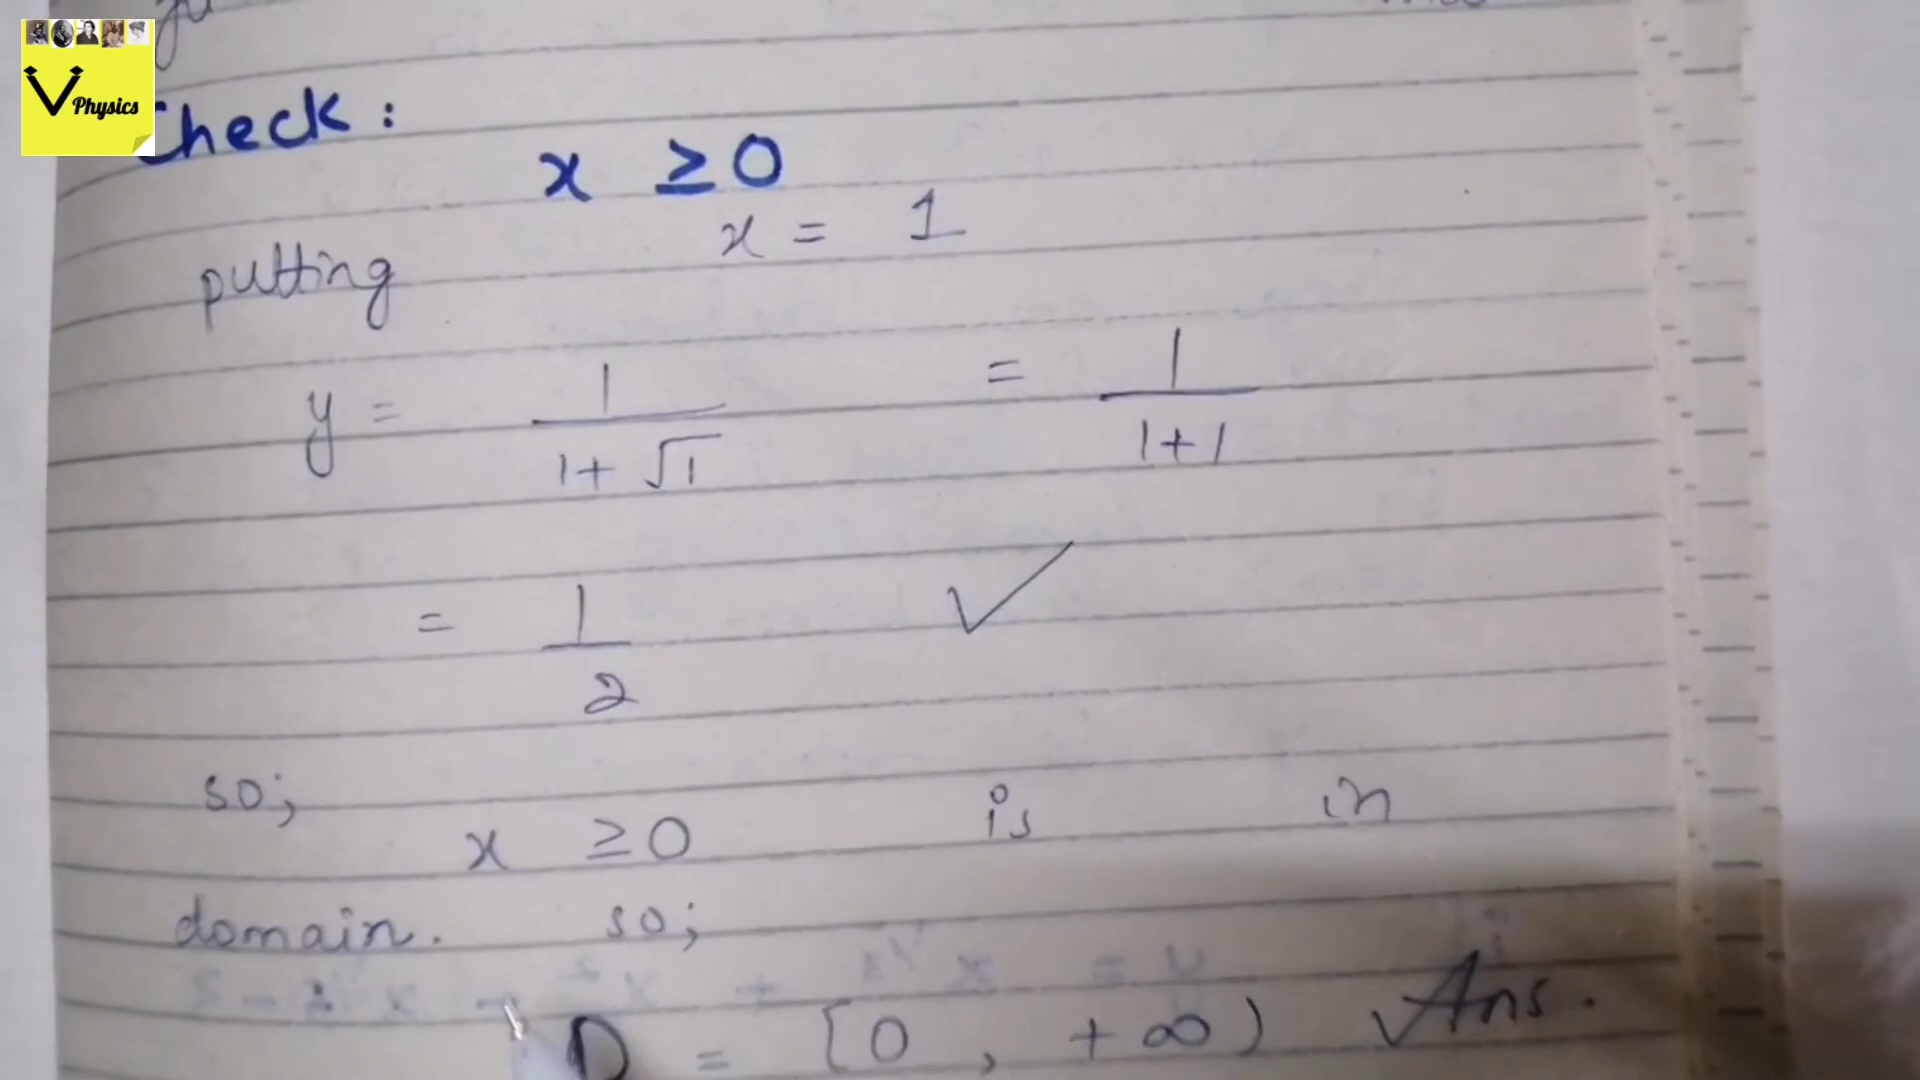 V Physics
Check:
x ≥ 0
putting x = 1
y = 1/(1+√1) = 1/(1+1)
= 1/2 ✓
so;
x ≥ 0 is in
domain. so;
D = [0, +∞) Ans.